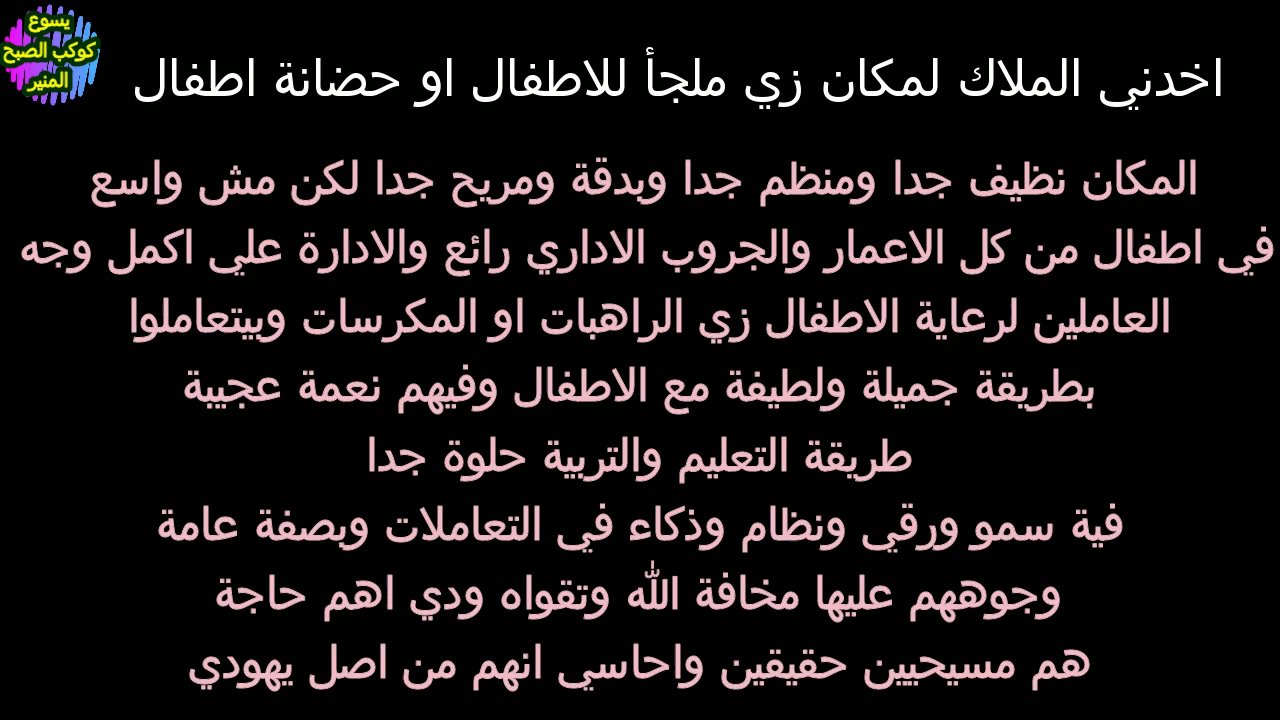 يسوع
كوكب الصبح
المنير
اخدني الملاك لمكان زي ملجأ للاطفال او حضانة اطفال
المكان نظيف جدا ومنظم جدا وبدقة ومريح جدا لكن مش واسع
في اطفال من كل الاعمار والجروب الاداري رائع والادارة علي اكمل وجه
العاملين لرعاية الاطفال زي الراهبات او المكرسات وبيتعاملوا
بطريقة جميلة ولطيفة مع الاطفال وفيهم نعمة عجيبة
طريقة التعليم والتربية حلوة جدا
فية سمو ورقي ونظام وذكاء في التعاملات وبصفة عامة
وجوههم عليها مخافة الله وتقواه ودي اهم حاجة
هم مسيحيين حقيقين واحاسي انهم من اصل يهودي